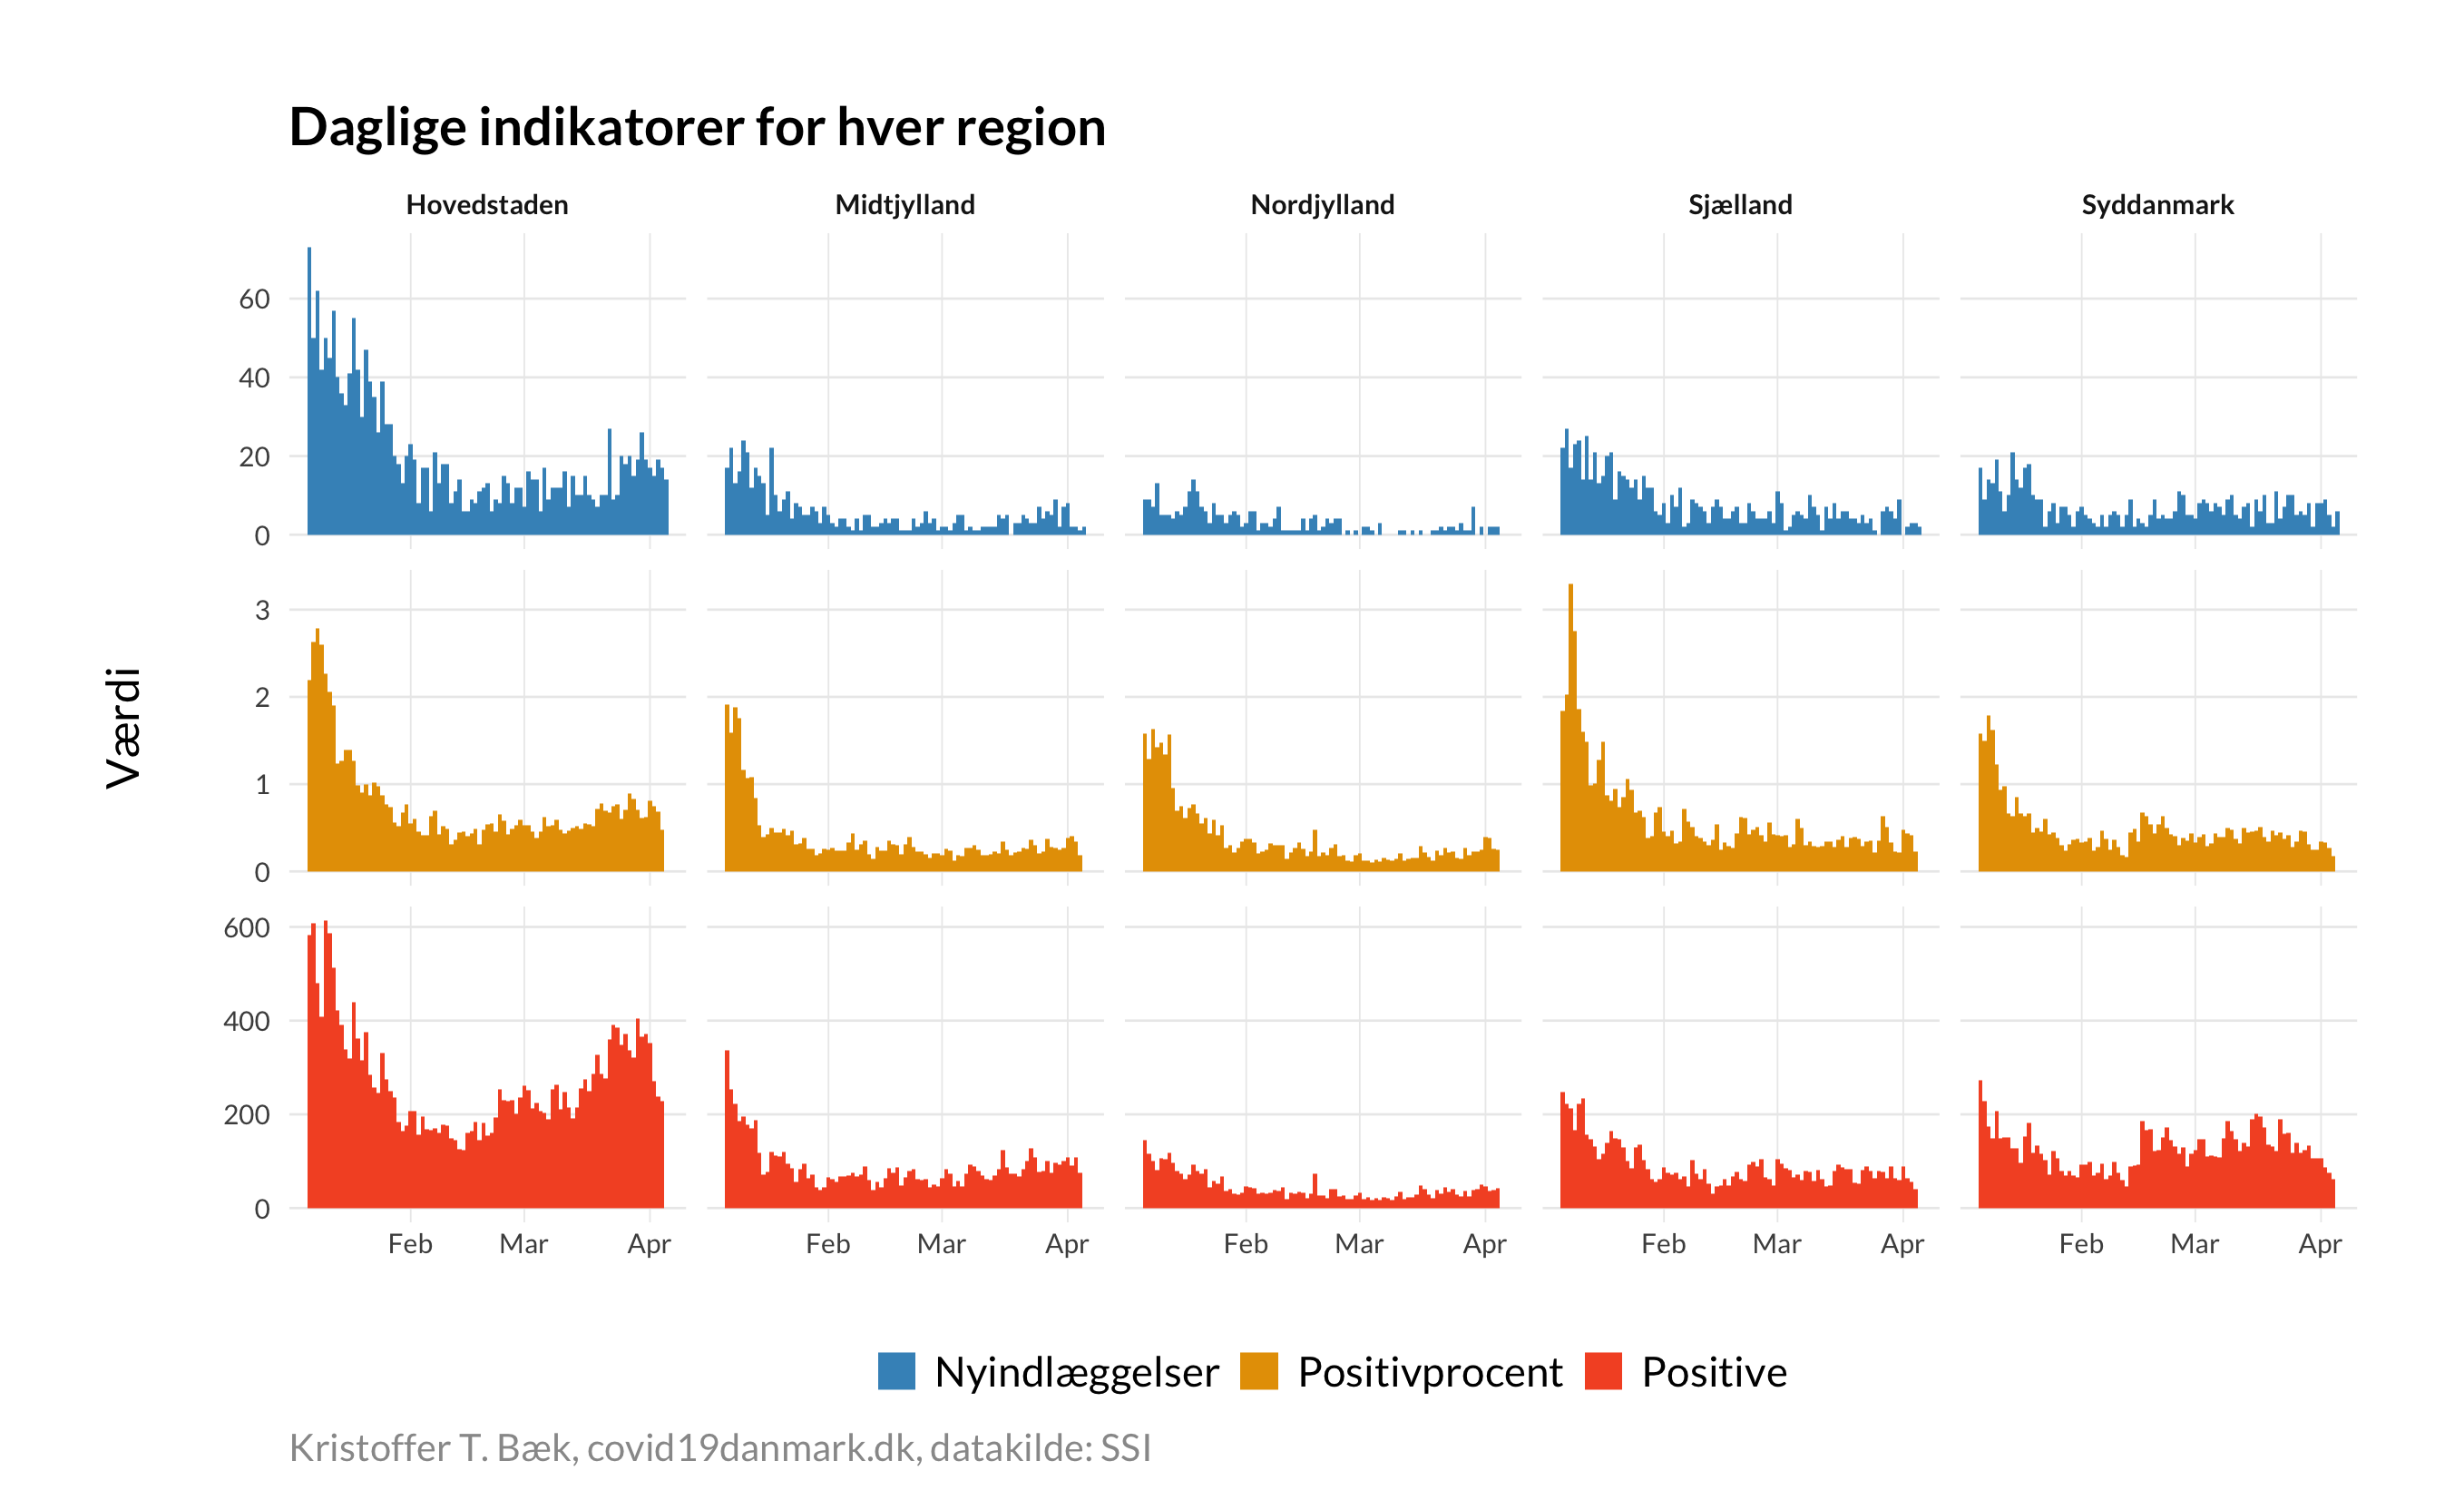 Daglige indikatorer for hver region
Hovedstaden Midtjylland Nordjylland Sjælland Syddanmark
60
40
20
0
3
2
1
0
600
400
200
0
Værdi
Feb Mar Apr Feb Mar Apr Feb Mar Apr Feb Mar Apr Feb Mar Apr
Nyindlæggelser Positivprocent Positive
Kristoffer T. Bæk, covid19danmark.dk, datakilde: SSI